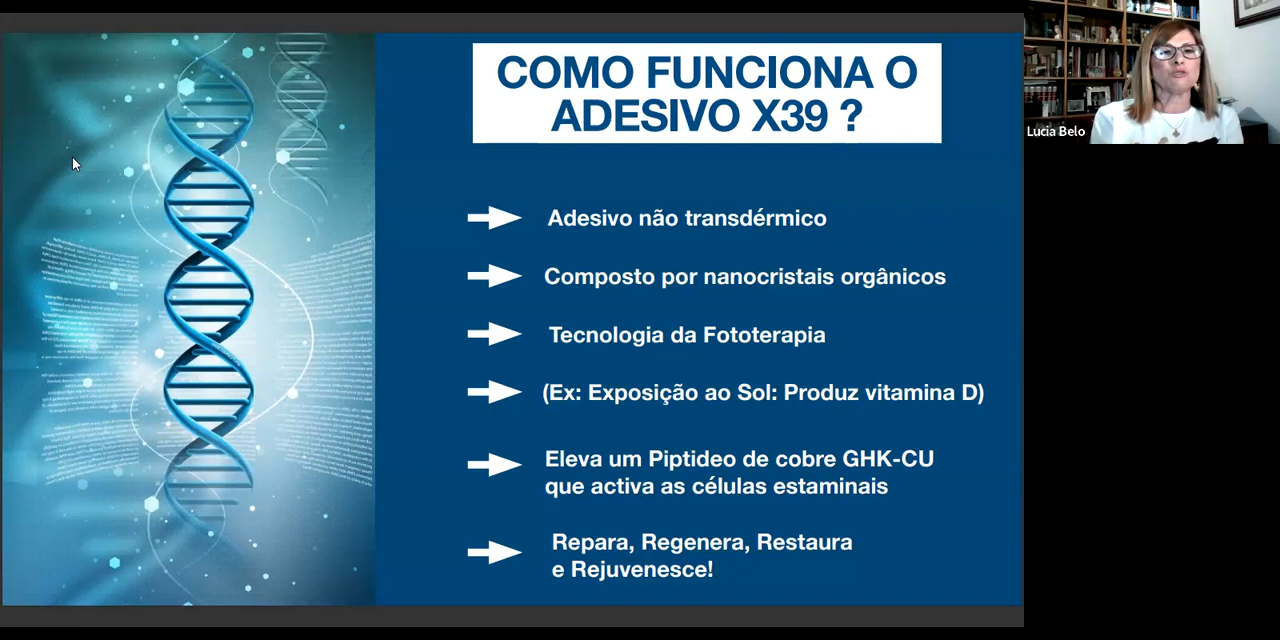 COMO FUNCIONA O
ADESIVO X39 ?
Adesivo não transdérmico
Composto por nanocristais orgânicos
Tecnologia da Fototerapia
(Ex: Exposição ao Sol: Produz vitamina D)
Eleva um Piptideo de cobre GHK-CU
que activa as células estaminais
Repara, Regenera, Restaura
e Rejuvenesce!
Lucia Belo